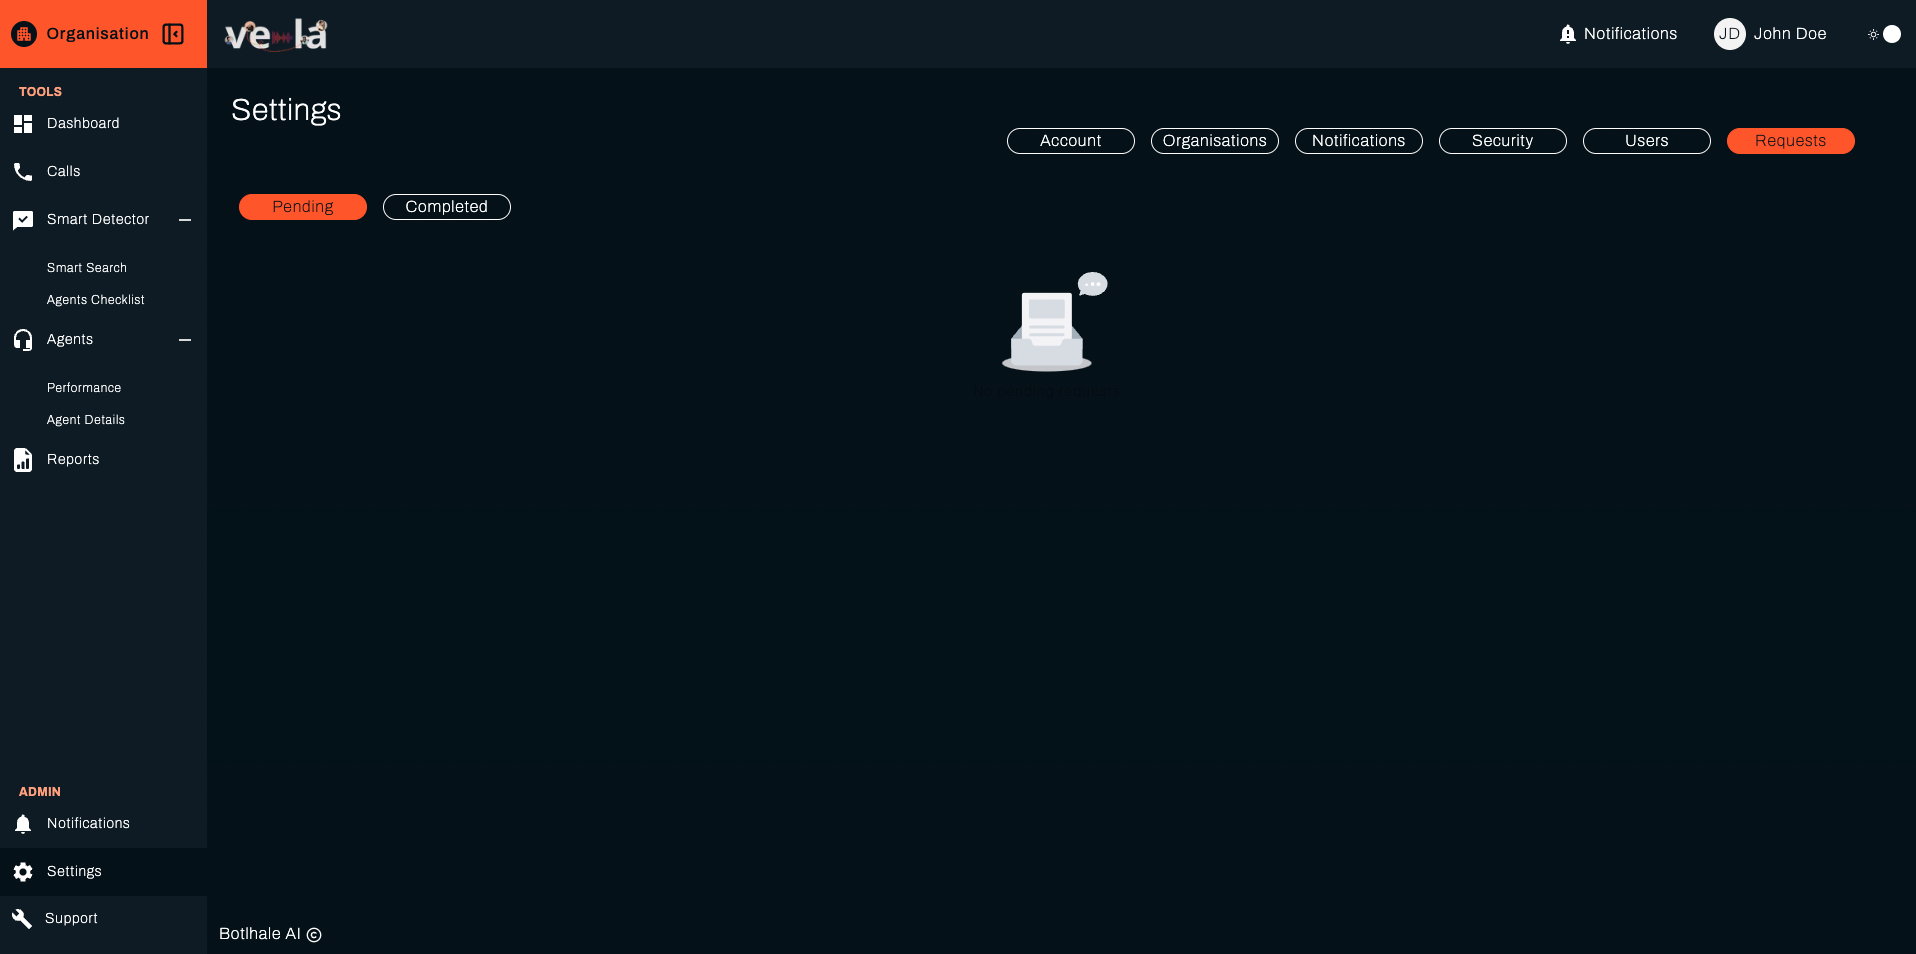 Organisation
vela
Notifications
JD John Doe
TOOLS
Dashboard
Calls
Smart Detector
Smart Search
Agents Checklist
Agents
Performance
Agent Details
Reports
ADMIN
Notifications
Settings
Support
Settings
Account Organisations Notifications Security Users Requests
Pending Completed
Botlhale AI ©